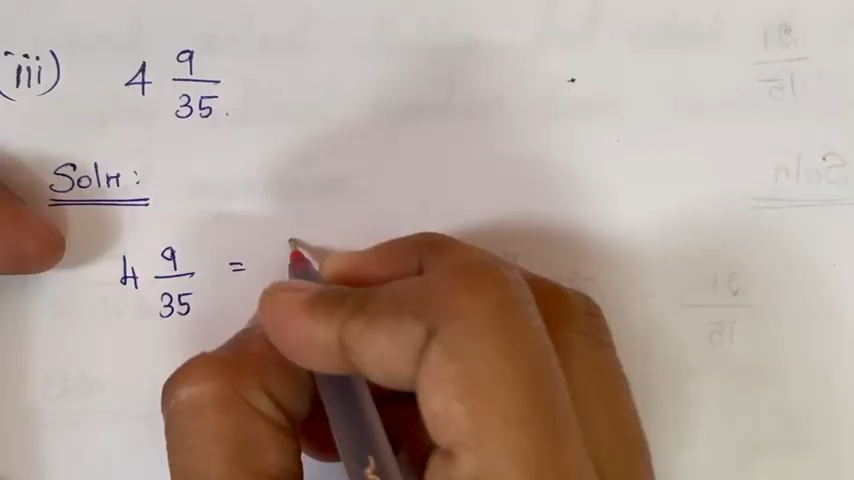 (iii) 4 9/35.
Soln:
4 9/35 =